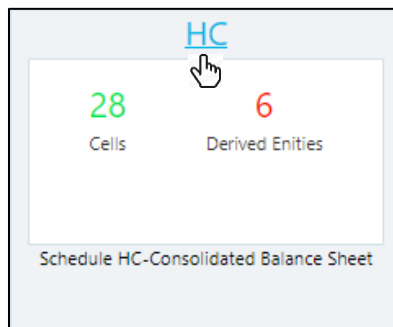 HC
28 6
Cells Derived Enities
Schedule HC-Consolidated Balance Sheet